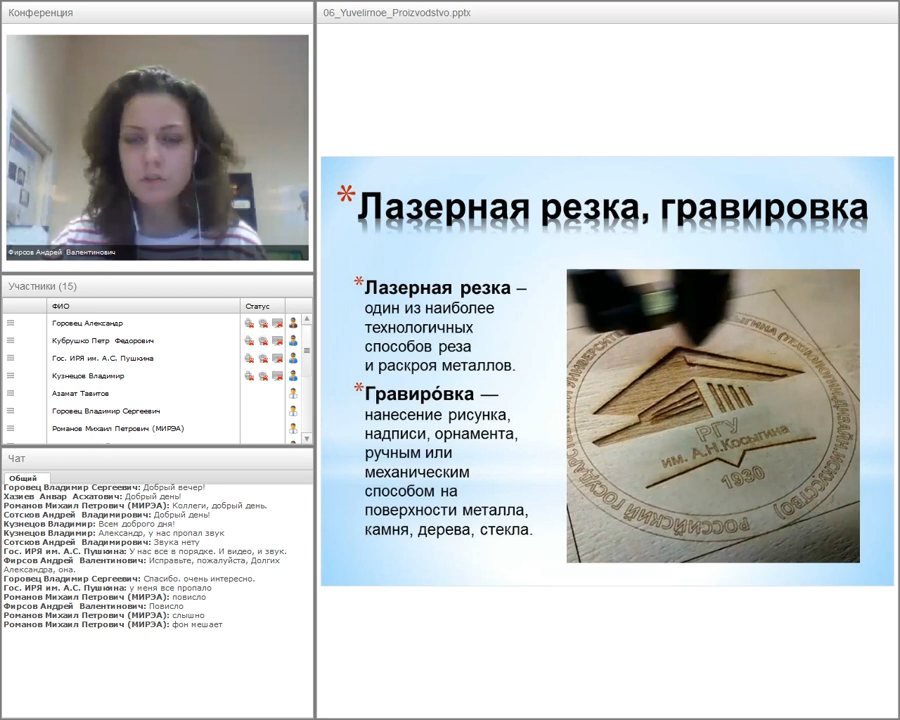 Конференция
Фирсов Андрей Валентинович
Участники (15)
ФИО
Статус
Горовец Александр
Кубрушко Петр Федорович
Гос. ИРЯ им. А.С. Пушкина
Кузнецов Владимир
Азамат Тавитов
Горовец Владимир Сергеевич
Романов Михаил Петрович (МИРЭА)
Чат
Общий
Горовец Владимир Сергеевич: Добрый вечер!
Хазиев Анвар Асхатович: Добрый день!
Романов Михаил Петрович (МИРЭА): Коллеги, добрый день.
Сотсков Андрей Владимирович: Добрый день!
Кузнецов Владимир: Всем доброго дня!
Кузнецов Владимир: Александр, у нас пропал звук
Сотсков Андрей Владимирович: Звука нету
Гос. ИРЯ им. А.С. Пушкина: У нас все в порядке. И видео, и звук.
Фирсов Андрей Валентинович: Исправьте, пожалуйста, Долгих
Александра, она.
Горовец Владимир Сергеевич: Спасибо. очень интересно.
Гос. ИРЯ им. А.С. Пушкина: у меня все пропало
Романов Михаил Петрович (МИРЭА): повисло
Фирсов Андрей Валентинович: Повисло
Романов Михаил Петрович (МИРЭА): слышно
Романов Михаил Петрович (МИРЭА): фон мешает
06_Yuvelirnoe_Proizvodstvo.pptx
* Лазерная резка, гравировка
* Лазерная резка –
один из наиболее
технологичных
способов реза
и раскроя металлов.
* Гравиро́вка —
нанесение рисунка,
надписи, орнамента,
ручным или
механическим
способом на
поверхности металла,
камня, дерева, стекла.
РГУ
им. А.Н.Косыгина
1930
РОССИЙСКИЙ